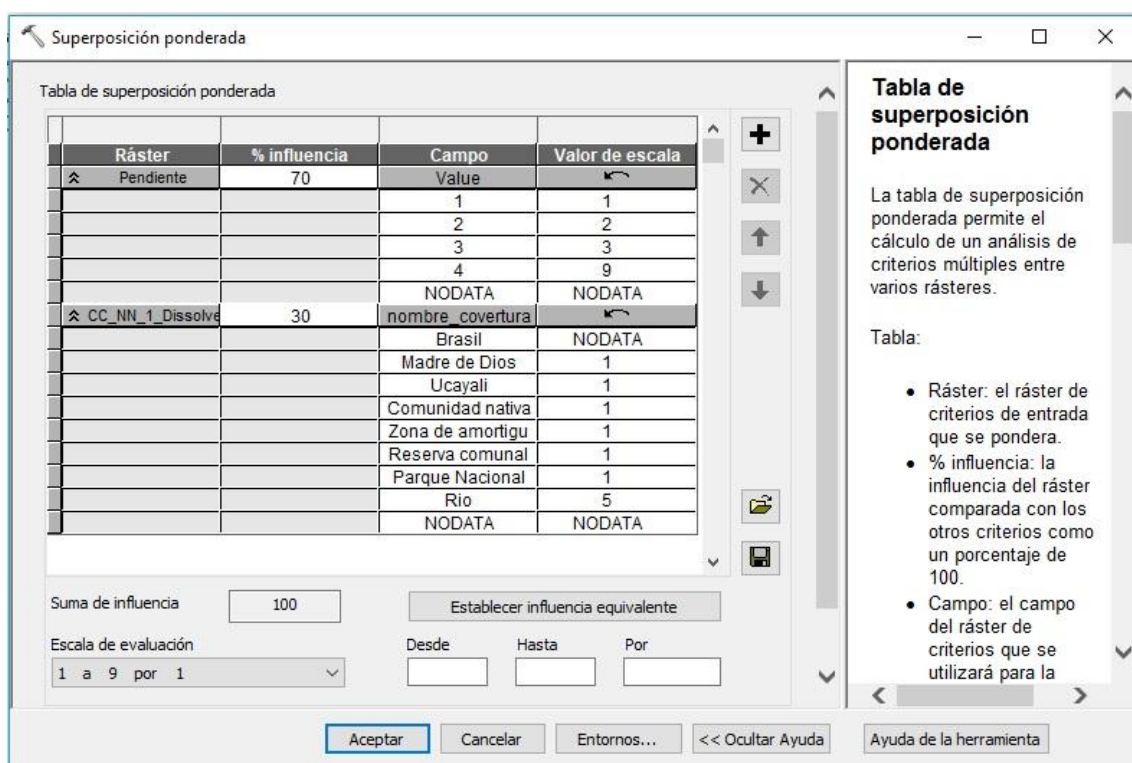 Superposición ponderada
Tabla de superposición ponderada
Ráster % influencia Campo Valor de escala
Pendiente 70 Value
1 1
2 2
3 3
4 9
NODATA NODATA
CC_NN_1_Dissolve 30 nombre_covertura
Brasil NODATA
Madre de Dios 1
Ucayali 1
Comunidad nativa 1
Zona de amortigu 1
Reserva comunal 1
Parque Nacional 1
Rio 5
NODATA NODATA
Suma de influencia 100 Establecer influencia equivalente
Escala de evaluación Desde Hasta Por
1 a 9 por 1
Aceptar Cancelar Entornos... << Ocultar Ayuda Ayuda de la herramienta
Tabla de
superposición
ponderada
La tabla de superposición
ponderada permite el
cálculo de un análisis de
criterios múltiples entre
varios rásteres.
Tabla:
• Ráster: el ráster de
criterios de entrada
que se pondera.
• % influencia: la
influencia del ráster
comparada con los
otros criterios como
un porcentaje de
100.
• Campo: el campo
del ráster de
criterios que se
utilizará para la